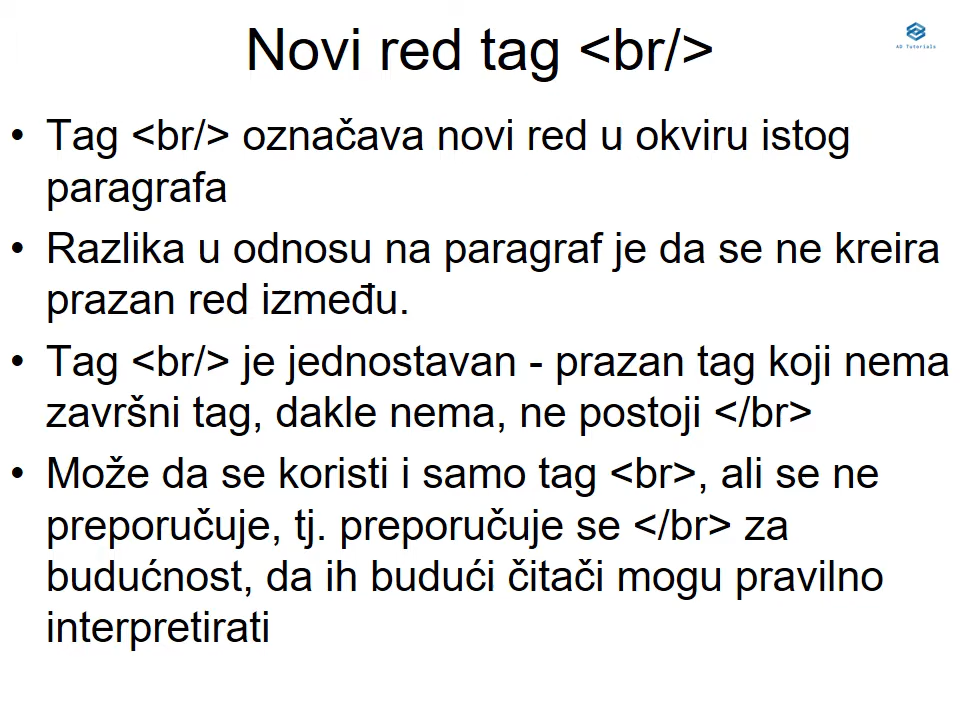 Novi red tag <br/>
AD Tutorials
• Tag <br/> označava novi red u okviru istog
paragrafa
• Razlika u odnosu na paragraf je da se ne kreira
prazan red između.
• Tag <br/> je jednostavan - prazan tag koji nema
završni tag, dakle nema, ne postoji </br>
• Može da se koristi i samo tag <br>, ali se ne
preporučuje, tj. preporučuje se </br> za
budućnost, da ih budući čitači mogu pravilno
interpretirati